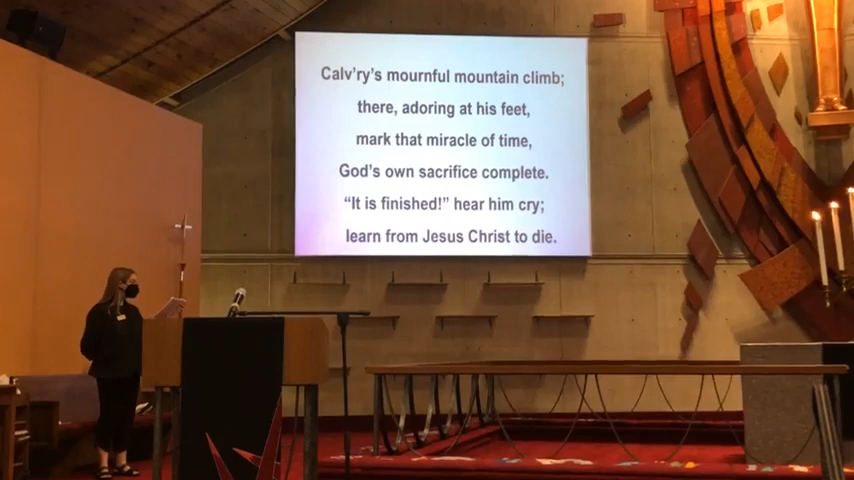 Calv’ry’s mournful mountain climb;
there, adoring at his feet,
mark that miracle of time,
God’s own sacrifice complete.
“It is finished!” hear him cry;
learn from Jesus Christ to die.